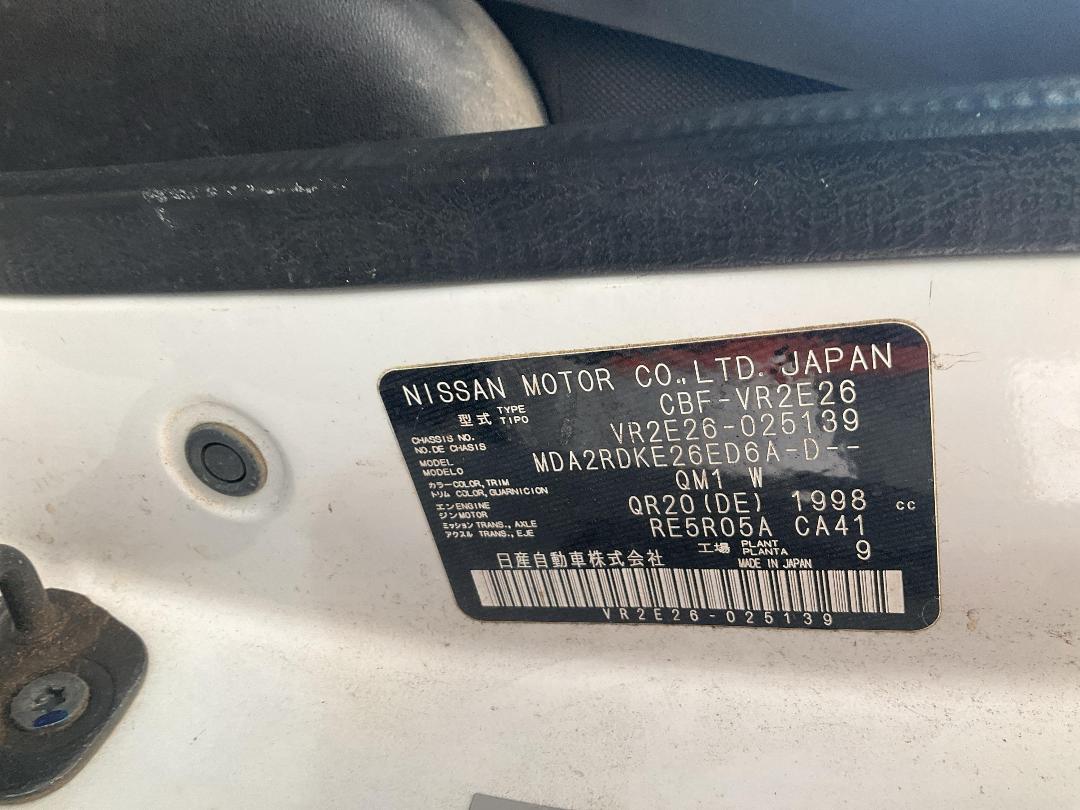 NISSAN MOTOR CO.,LTD. JAPAN
型式 TYPE TIPO CBF-VR2E26
CHASSIS NO. NO.DE CHASIS VR2E26-025139
MODEL MODELO MDA2RDKE26ED6A-D--
カラー COLOR,TRIM トリム COLOR,GUARNICION QM1 W
エンジン ENGINE MOTOR QR20(DE) 1998 cc
ミッション TRANS., AXLE アクスル TRANS., EJE RE5R05A CA41
工場 PLANT PLANTA 9
日産自動車株式会社 MADE IN JAPAN
VR2E26-025139